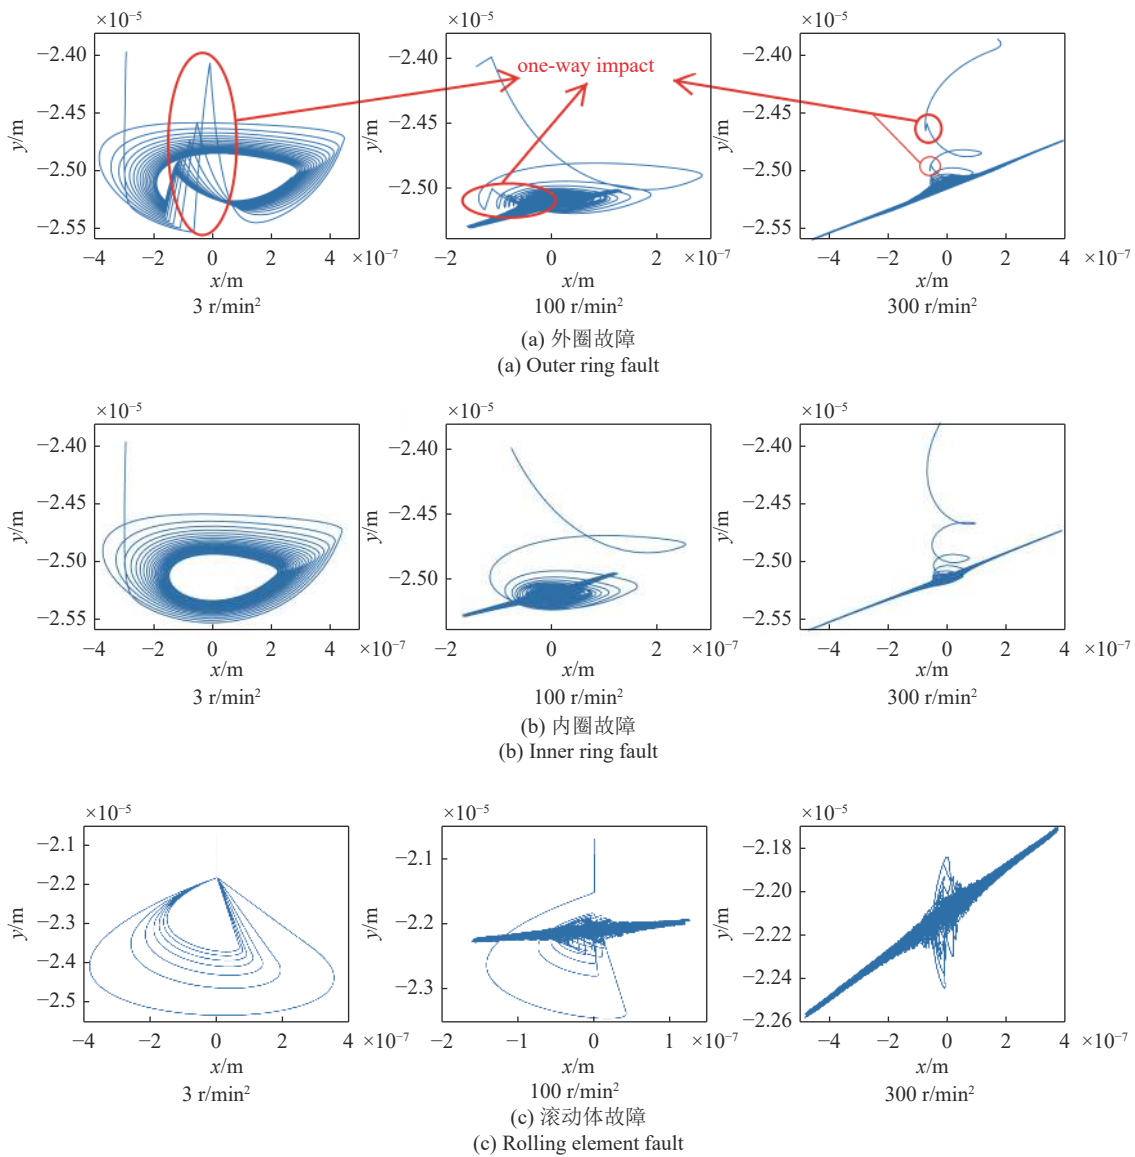 ×10⁻⁵ ×10⁻⁵ ×10⁻⁵
−2.40 −2.40 −2.40
one-way impact
−2.45 −2.45 −2.45
y/m y/m y/m
−2.50 −2.50 −2.50
−2.55 −2.55
−4 −2 0 2 4 ×10⁻⁷ −2 0 2 ×10⁻⁷ −4 −2 0 2 4 ×10⁻⁷
x/m x/m x/m
3 r/min² 100 r/min² 300 r/min²
(a) 外圈故障
(a) Outer ring fault
×10⁻⁵ ×10⁻⁵ ×10⁻⁵
−2.40 −2.40 −2.40
−2.45 −2.45 −2.45
y/m y/m y/m
−2.50 −2.50 −2.50
−2.55 −2.55
−4 −2 0 2 4 ×10⁻⁷ −2 0 2 ×10⁻⁷ −4 −2 0 2 4 ×10⁻⁷
x/m x/m x/m
3 r/min² 100 r/min² 300 r/min²
(b) 内圈故障
(b) Inner ring fault
×10⁻⁵ ×10⁻⁵ ×10⁻⁵
−2.1 −2.1 −2.18
−2.2 −2.2 −2.20
y/m y/m y/m
−2.3 −2.22
−2.4 −2.3 −2.24
−2.5 −2.26
−4 −2 0 2 4 ×10⁻⁷ −2 −1 0 1 ×10⁻⁷ −4 −2 0 2 4 ×10⁻⁷
x/m x/m x/m
3 r/min² 100 r/min² 300 r/min²
(c) 滚动体故障
(c) Rolling element fault